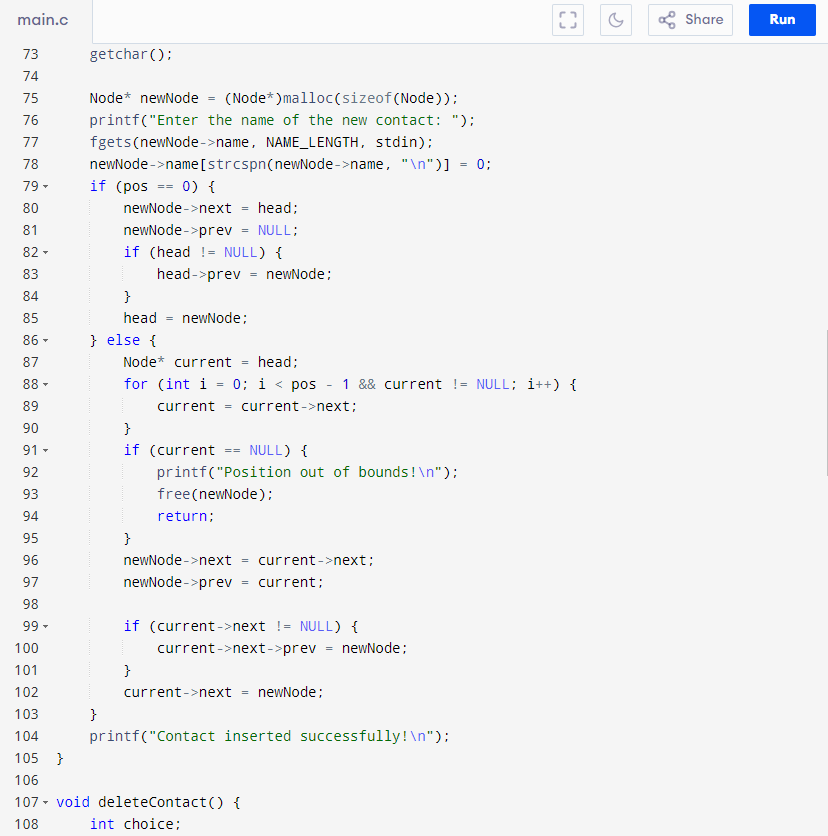 main.c
Share
Run
73 getchar();
74
75 Node* newNode = (Node*)malloc(sizeof(Node));
76 printf("Enter the name of the new contact: ");
77 fgets(newNode->name, NAME_LENGTH, stdin);
78 newNode->name[strcspn(newNode->name, "\n")] = 0;
79 if (pos == 0) {
80 newNode->next = head;
81 newNode->prev = NULL;
82 if (head != NULL) {
83 head->prev = newNode;
84 }
85 head = newNode;
86 } else {
87 Node* current = head;
88 for (int i = 0; i < pos - 1 && current != NULL; i++) {
89 current = current->next;
90 }
91 if (current == NULL) {
92 printf("Position out of bounds!\n");
93 free(newNode);
94 return;
95 }
96 newNode->next = current->next;
97 newNode->prev = current;
98
99 if (current->next != NULL) {
100 current->next->prev = newNode;
101 }
102 current->next = newNode;
103 }
104 printf("Contact inserted successfully!\n");
105 }
106
107 void deleteContact() {
108 int choice;